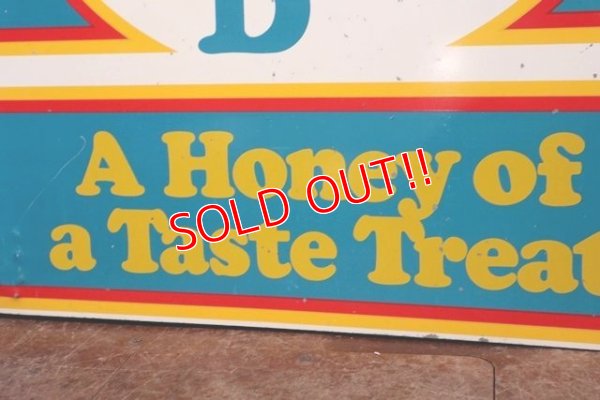 D
A Honey of
a Taste Treat
SOLD OUT!!